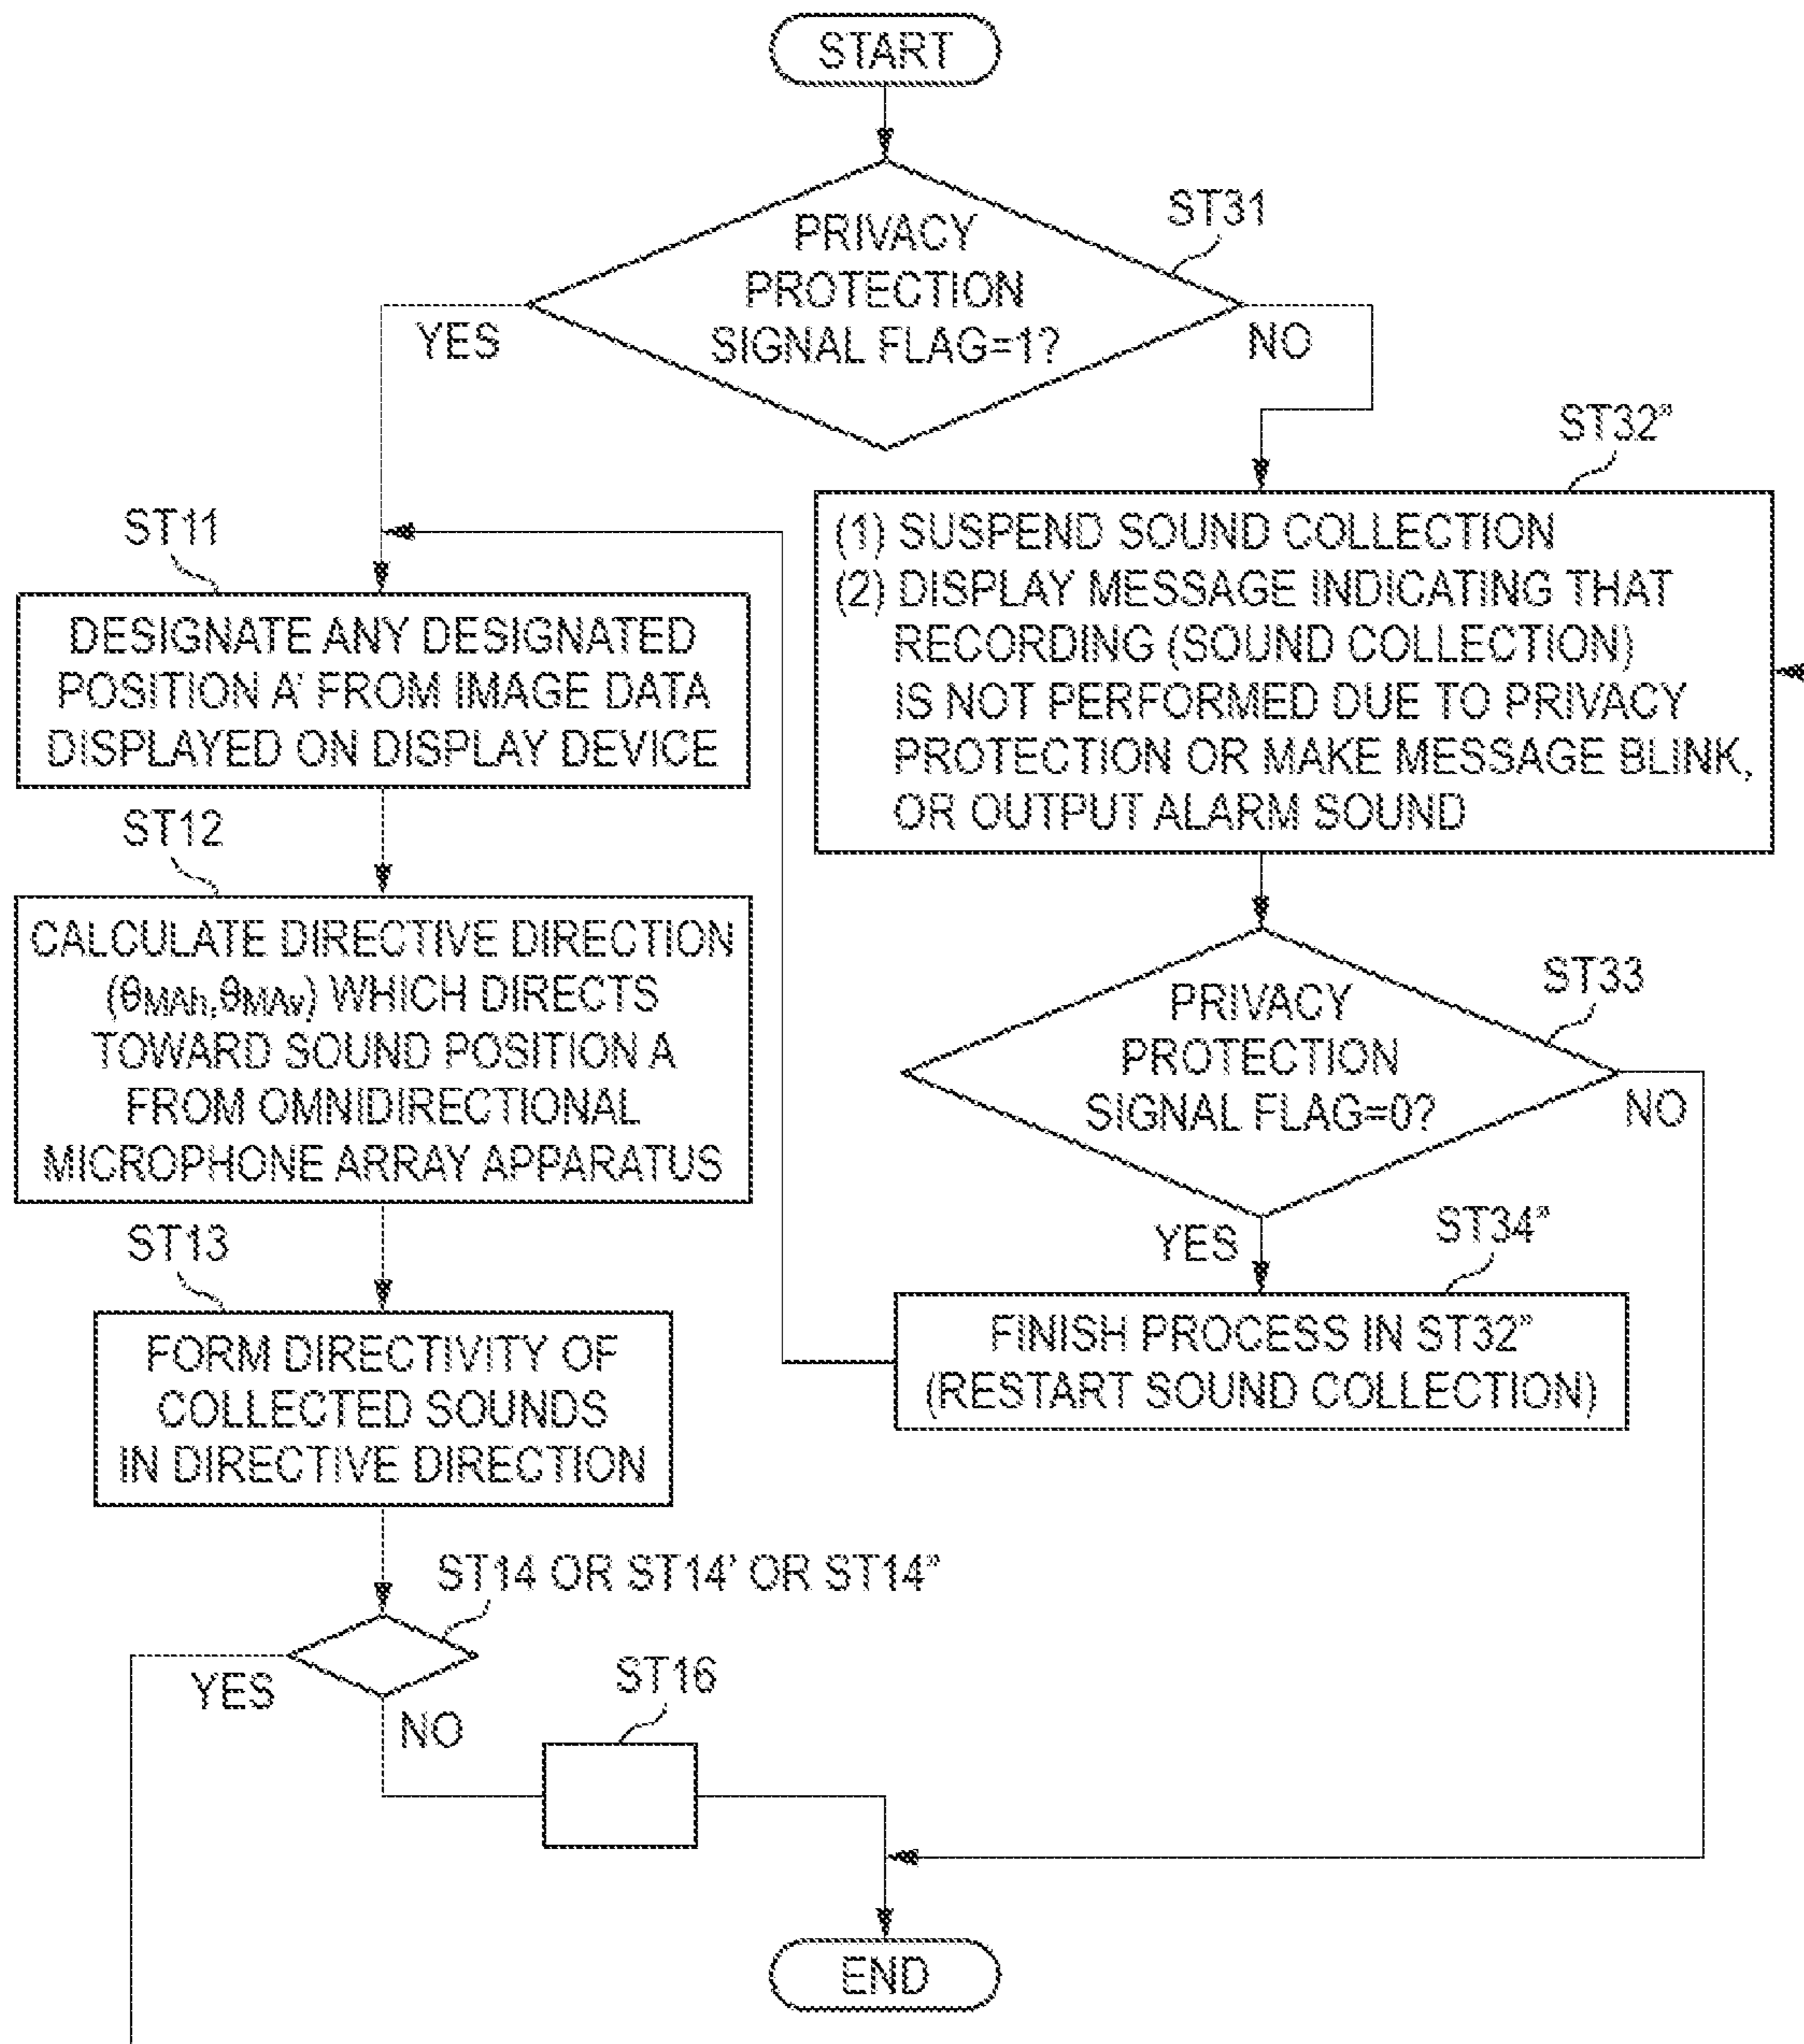 START
ST31
PRIVACY
PROTECTION
SIGNAL FLAG=1?
YES
NO
ST32"
(1) SUSPEND SOUND COLLECTION
(2) DISPLAY MESSAGE INDICATING THAT
RECORDING (SOUND COLLECTION)
IS NOT PERFORMED DUE TO PRIVACY
PROTECTION OR MAKE MESSAGE BLINK,
OR OUTPUT ALARM SOUND
ST11
DESIGNATE ANY DESIGNATED
POSITION A' FROM IMAGE DATA
DISPLAYED ON DISPLAY DEVICE
ST12
CALCULATE DIRECTIVE DIRECTION
(θMAh,θMAv) WHICH DIRECTS
TOWARD SOUND POSITION A
FROM OMNIDIRECTIONAL
MICROPHONE ARRAY APPARATUS
ST33
PRIVACY
PROTECTION
SIGNAL FLAG=0?
NO
YES
ST34"
FINISH PROCESS IN ST32"
(RESTART SOUND COLLECTION)
ST13
FORM DIRECTIVITY OF
COLLECTED SOUNDS
IN DIRECTIVE DIRECTION
ST14 OR ST14' OR ST14"
YES
NO
ST16
END